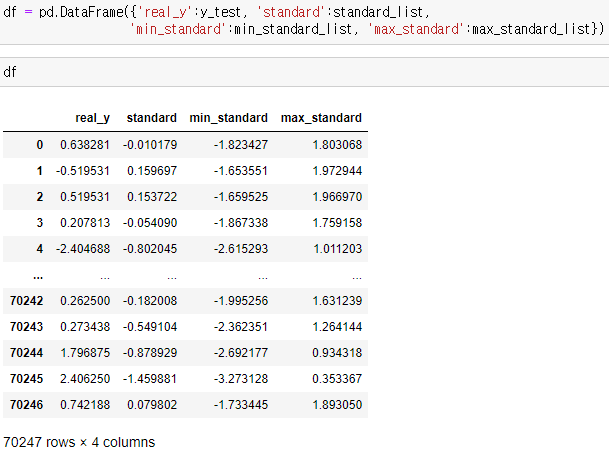 df = pd.DataFrame({'real_y':y_test, 'standard':standard_list,
'min_standard':min_standard_list, 'max_standard':max_standard_list})
df
real_y standard min_standard max_standard
0 0.638281 -0.010179 -1.823427 1.803068
1 -0.519531 0.159697 -1.653551 1.972944
2 0.519531 0.153722 -1.659525 1.966970
3 0.207813 -0.054090 -1.867338 1.759158
4 -2.404688 -0.802045 -2.615293 1.011203
... ... ... ... ...
70242 0.262500 -0.182008 -1.995256 1.631239
70243 0.273438 -0.549104 -2.362351 1.264144
70244 1.796875 -0.878929 -2.692177 0.934318
70245 2.406250 -1.459881 -3.273128 0.353367
70246 0.742188 0.079802 -1.733445 1.893050
70247 rows × 4 columns